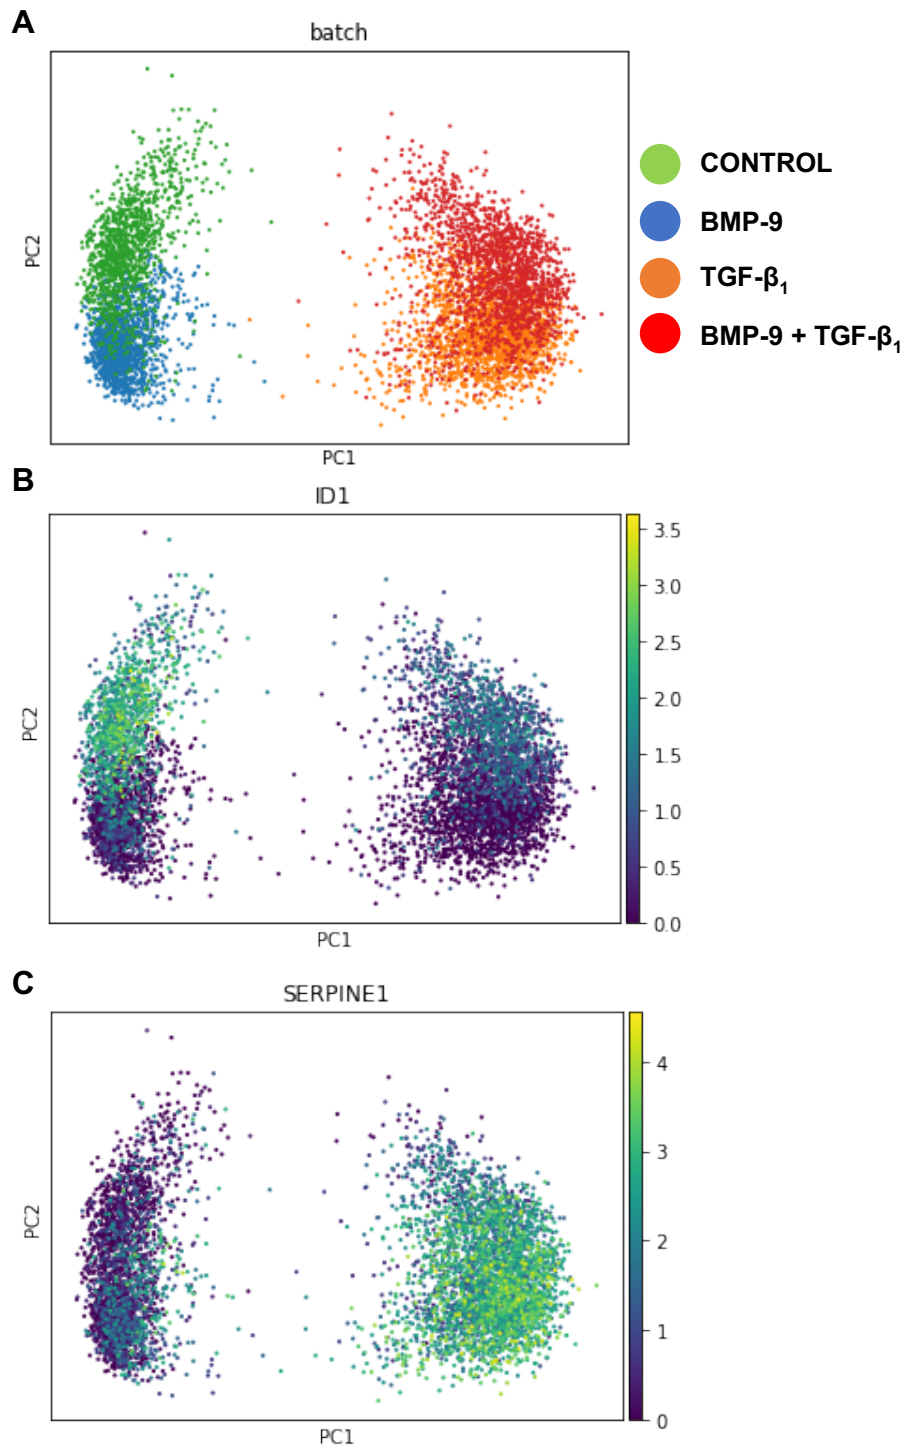 A
batch
PC2
PC1
CONTROL
BMP-9
TGF-β₁
BMP-9 + TGF-β₁
B
ID1
PC2
PC1
3.5
3.0
2.5
2.0
1.5
1.0
0.5
0.0
C
SERPINE1
PC2
PC1
4
3
2
1
0